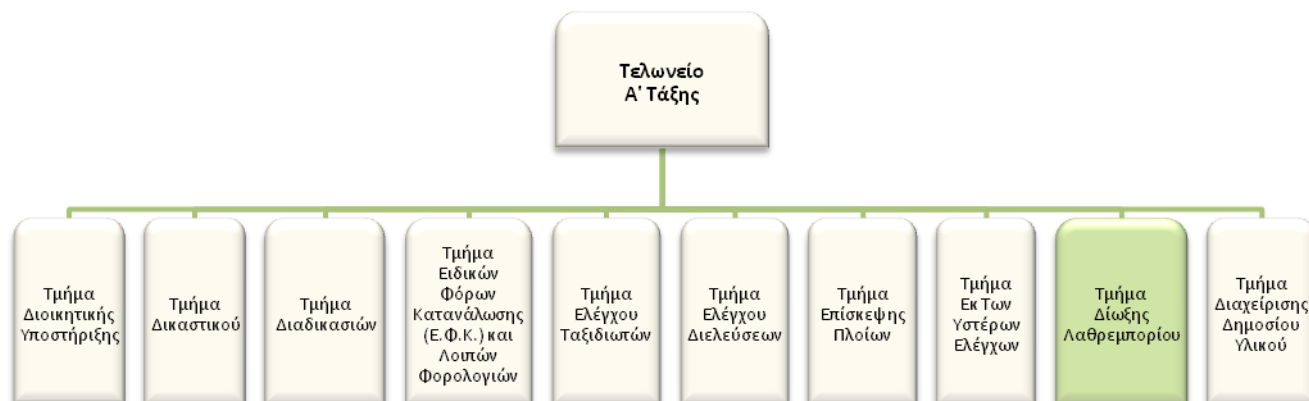 Τελωνείο
Α' Τάξης
Τμήμα
Διοικητικής
Υποστήριξης
Τμήμα
Δικαστικού
Τμήμα
Διαδικασιών
Τμήμα
Ειδικών
Φόρων
Κατανάλωσης
(Ε.Φ.Κ.) και
Λοιπών
Φορολογιών
Τμήμα
Ελέγχου
Ταξιδιωτών
Τμήμα
Ελέγχου
Διελεύσεων
Τμήμα
Επίσκεψης
Πλοίων
Τμήμα
Εκ Των
Υστέρων
Ελέγχων
Τμήμα
Δίωξης
Λαθρεμπορίου
Τμήμα
Διαχείρισης
Δημοσίου
Υλικού